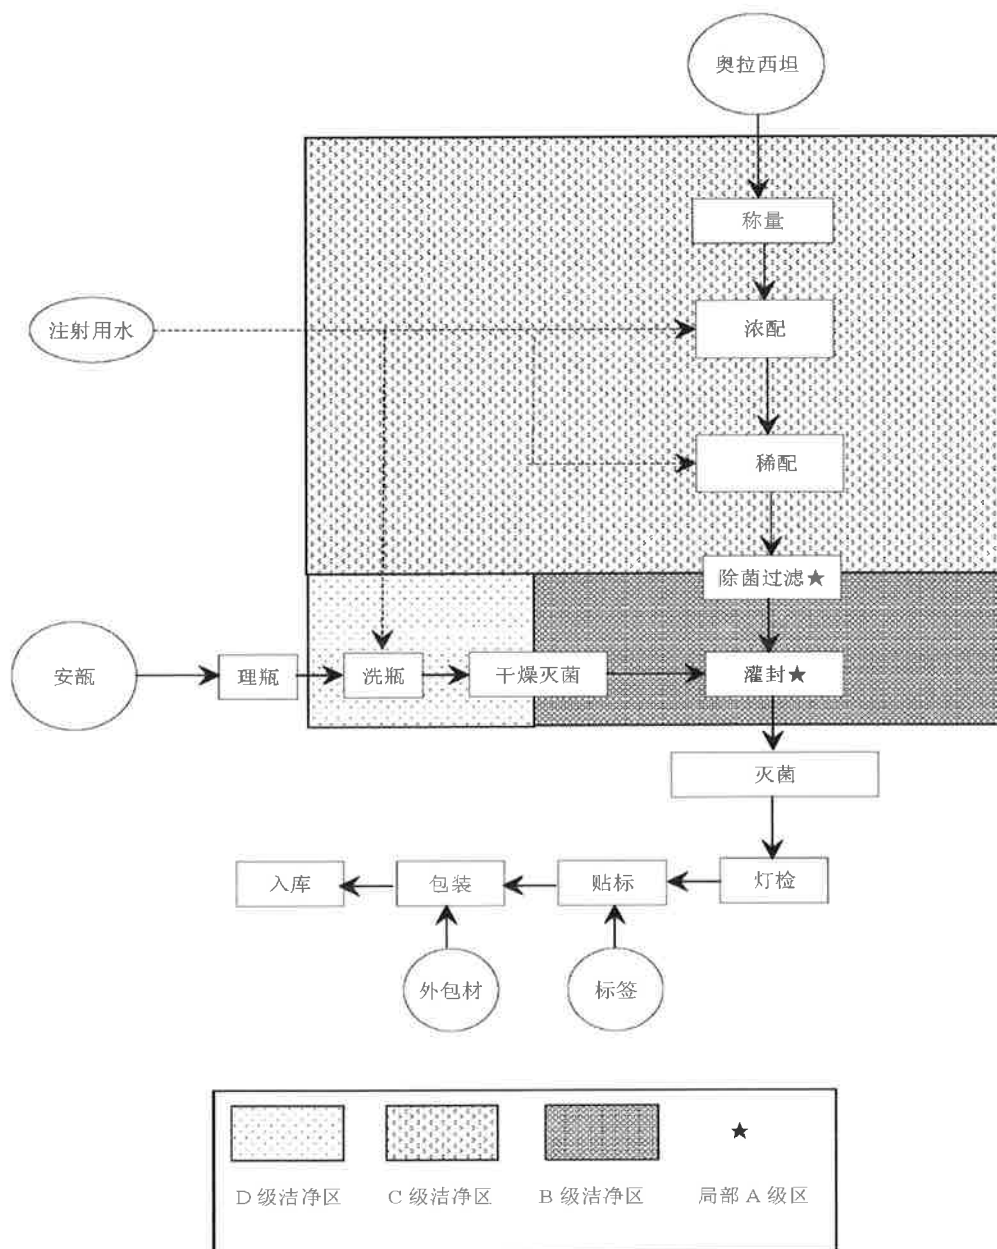 奥拉西坦
称量
注射用水
浓配
稀配
除菌过滤★
安瓿
理瓶
洗瓶
干燥灭菌
灌封★
灭菌
入库
包装
贴标
灯检
外包材
标签
★
D 级洁净区
C 级洁净区
B 级洁净区
局部 A 级区